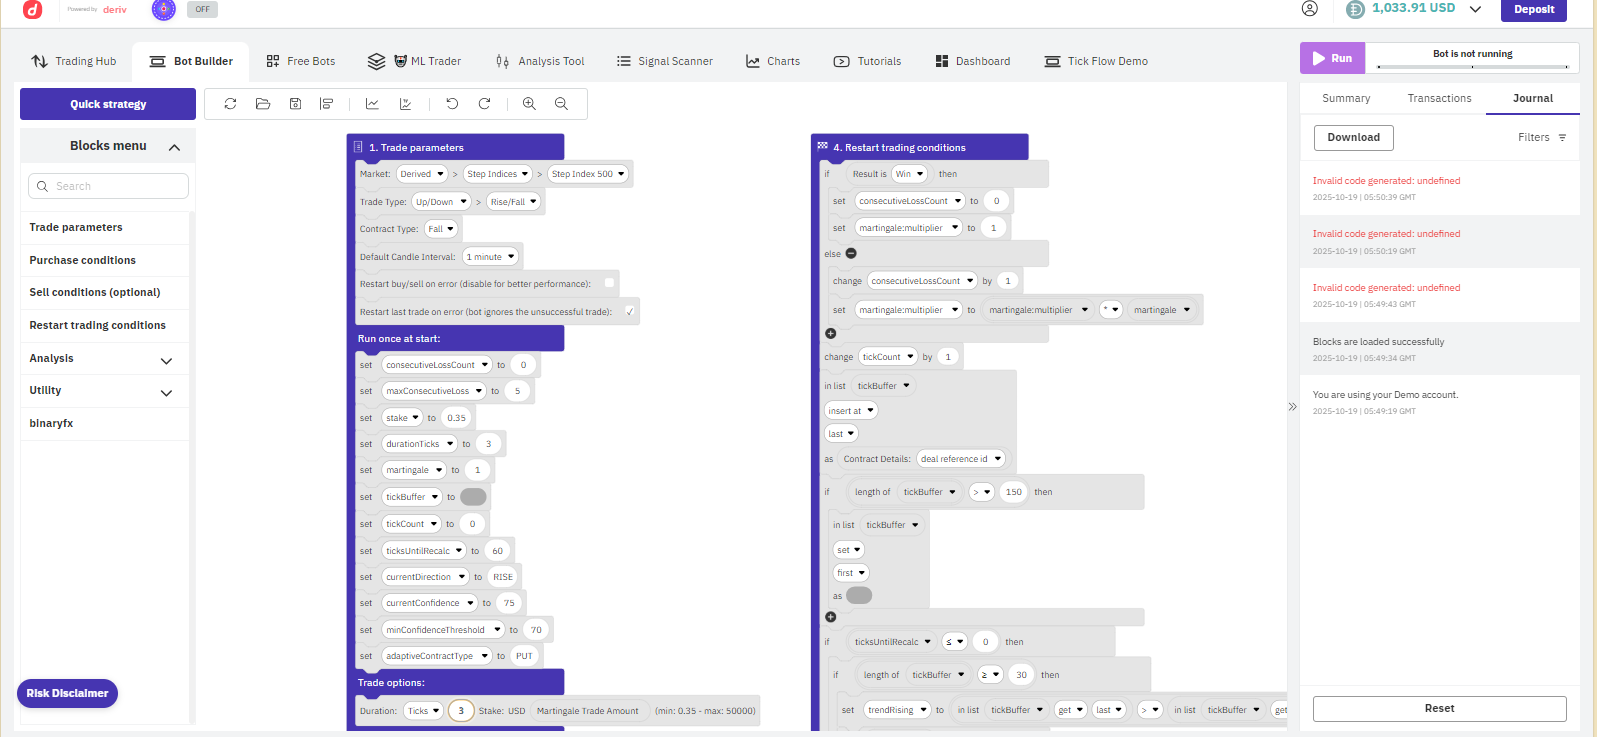 Powered by deriv
OFF
1,033.91 USD
Deposit
Trading Hub
Bot Builder
Free Bots
ML Trader
Analysis Tool
Signal Scanner
Charts
Tutorials
Dashboard
Tick Flow Demo
Run
Bot is not running
Quick strategy
Blocks menu
Search
Trade parameters
Purchase conditions
Sell conditions (optional)
Restart trading conditions
Analysis
Utility
binaryfx
Risk Disclaimer
1. Trade parameters
Market: Derived > Step Indices > Step Index 500
Trade Type: Up/Down > Rise/Fall
Contract Type: Fall
Default Candle Interval: 1 minute
Restart buy/sell on error (disable for better performance):
Restart last trade on error (bot ignores the unsuccessful trade): ✓
Run once at start:
set consecutiveLossCount to 0
set maxConsecutiveLoss to 5
set stake to 0.35
set durationTicks to 3
set martingale to 1
set tickBuffer to
set tickCount to 0
set ticksUntilRecalc to 60
set currentDirection to RISE
set currentConfidence to 75
set minConfidenceThreshold to 70
set adaptiveContractType to PUT
Trade options:
Duration: Ticks 3 Stake: USD Martingale Trade Amount (min: 0.35 - max: 50000)
4. Restart trading conditions
if Result is Win then
set consecutiveLossCount to 0
set martingale:multiplier to 1
else
change consecutiveLossCount by 1
set martingale:multiplier to martingale:multiplier * martingale
change tickCount by 1
in list tickBuffer
insert at
last
as Contract Details: deal reference id
if length of tickBuffer > 150 then
in list tickBuffer
set
first
as
if ticksUntilRecalc ≤ 0 then
if length of tickBuffer ≥ 30 then
set trendRising to in list tickBuffer get last > in list tickBuffer get
Summary
Transactions
Journal
Download
Filters
Invalid code generated: undefined
2025-10-19 | 05:50:39 GMT
Invalid code generated: undefined
2025-10-19 | 05:50:19 GMT
Invalid code generated: undefined
2025-10-19 | 05:49:43 GMT
Blocks are loaded successfully
2025-10-19 | 05:49:34 GMT
You are using your Demo account.
2025-10-19 | 05:49:19 GMT
Reset